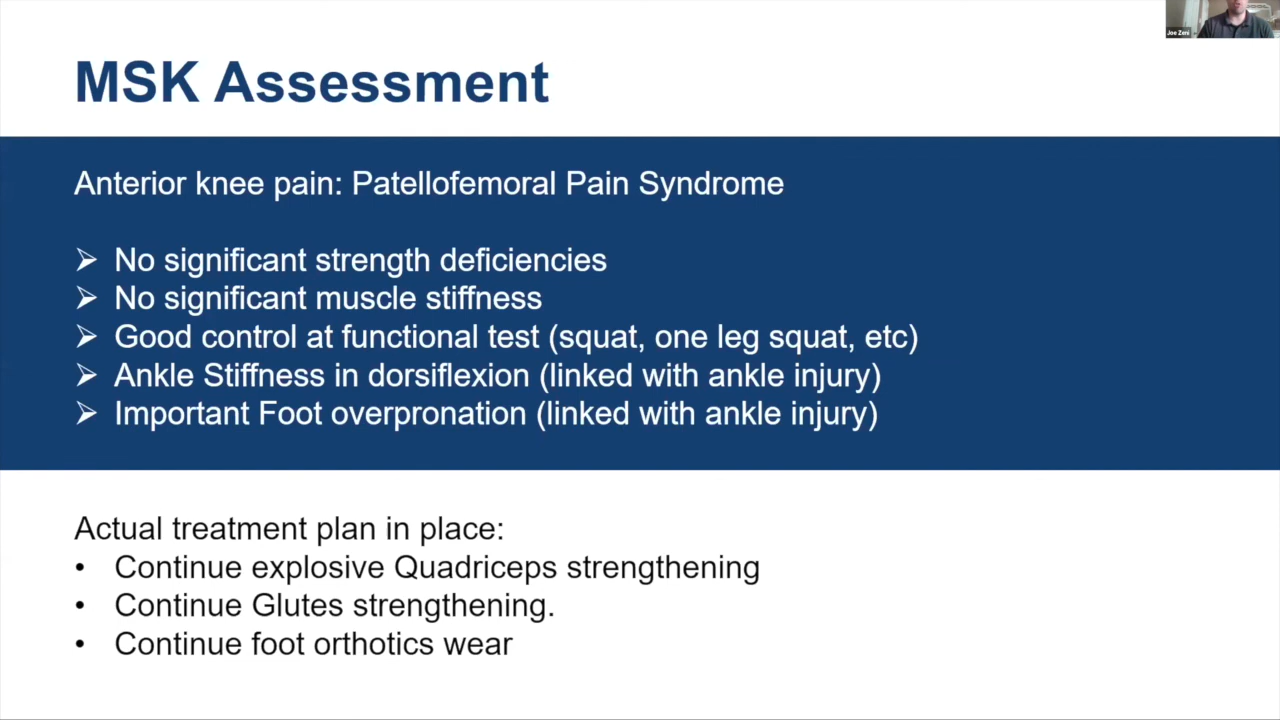 Joe Zeni
MSK Assessment
Anterior knee pain: Patellofemoral Pain Syndrome
➢ No significant strength deficiencies
➢ No significant muscle stiffness
➢ Good control at functional test (squat, one leg squat, etc)
➢ Ankle Stiffness in dorsiflexion (linked with ankle injury)
➢ Important Foot overpronation (linked with ankle injury)
Actual treatment plan in place:
• Continue explosive Quadriceps strengthening
• Continue Glutes strengthening.
• Continue foot orthotics wear